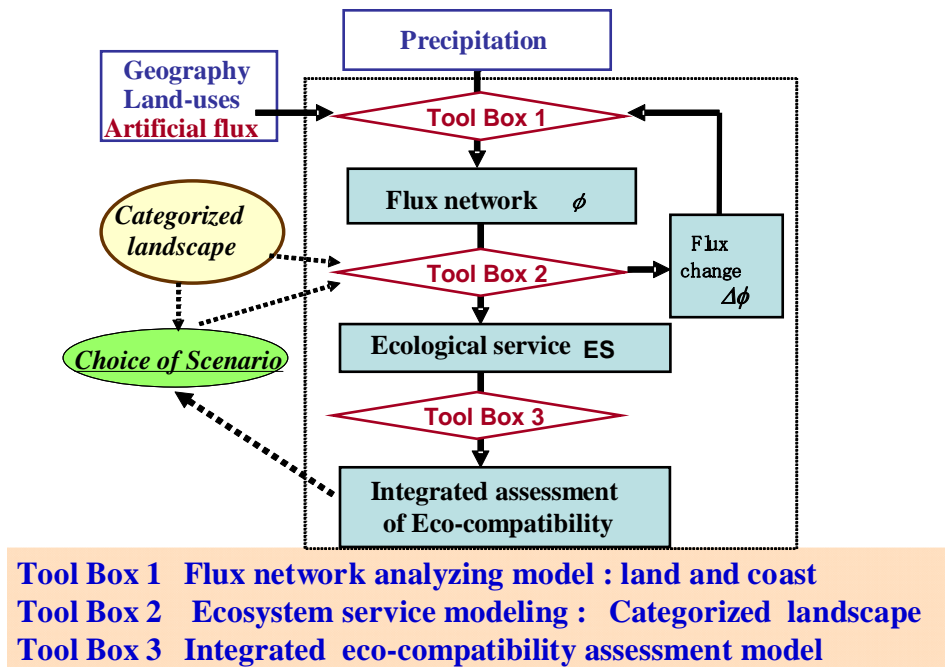 Precipitation
Geography
Land-uses
Artificial flux
Tool Box 1
Flux network ϕ
Categorized
landscape
Tool Box 2
Flux
change
Δϕ
Choice of Scenario
Ecological service ES
Tool Box 3
Integrated assessment
of Eco-compatibility
Tool Box 1 Flux network analyzing model : land and coast
Tool Box 2 Ecosystem service modeling : Categorized landscape
Tool Box 3 Integrated eco-compatibility assessment model